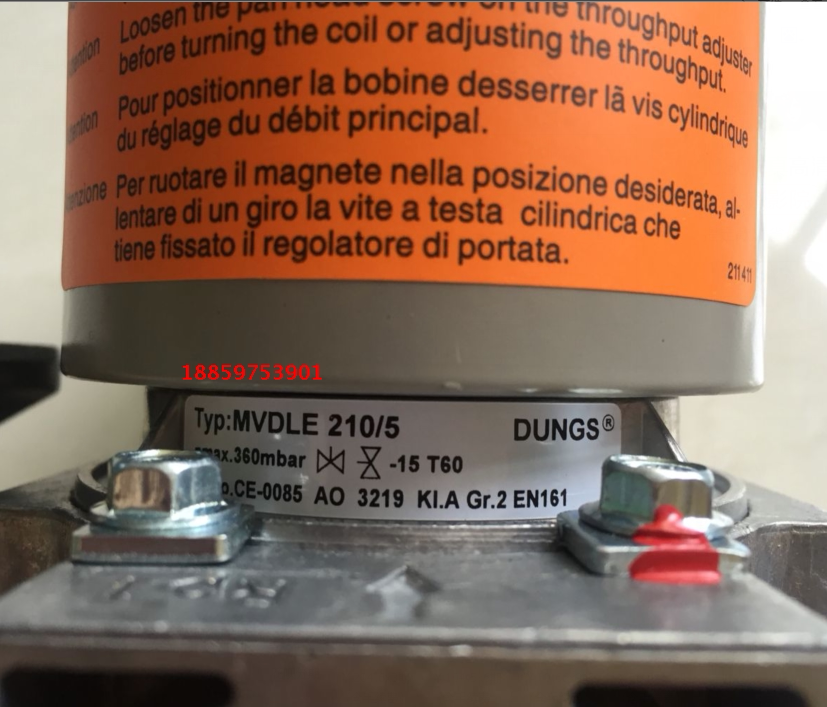 Loosen the pan head screw on the throughput adjuster
before turning the coil or adjusting the throughput.
Pour positionner la bobine desserrer lã vis cylindrique
du réglage du débit principal.
Per ruotare il magnete nella posizione desiderata, al-
lentare di un giro la vite a testa cilindrica che
tiene fissato il regolatore di portata.
211411
18859753901
Typ:MVDLE 210/5 DUNGS®
max.360mbar -15 T60
CE-0085 AO 3219 Kl.A Gr.2 EN161